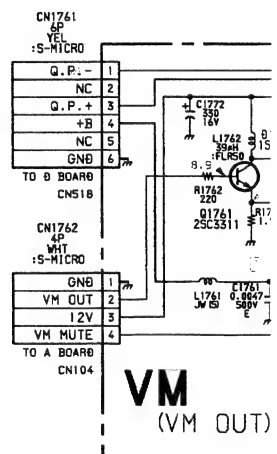 CN1761
6P
YEL
:S-MICRO
Q.P.- 1
NC 2
Q.P.+ 3
+B 4
NC 5
GND 6
TO D BOARD
CN518
C1772
330
16V
L1762
39μH
:FLR50
8.5
R1762
220
Q1761
2SC3311
CN1762
4P
WHT
:S-MICRO
GND 1
VM OUT 2
12V 3
VM MUTE 4
TO A BOARD
CN104
L1761
JW(5)
C1761
0.0047
500V
E
VM
(VM OUT)